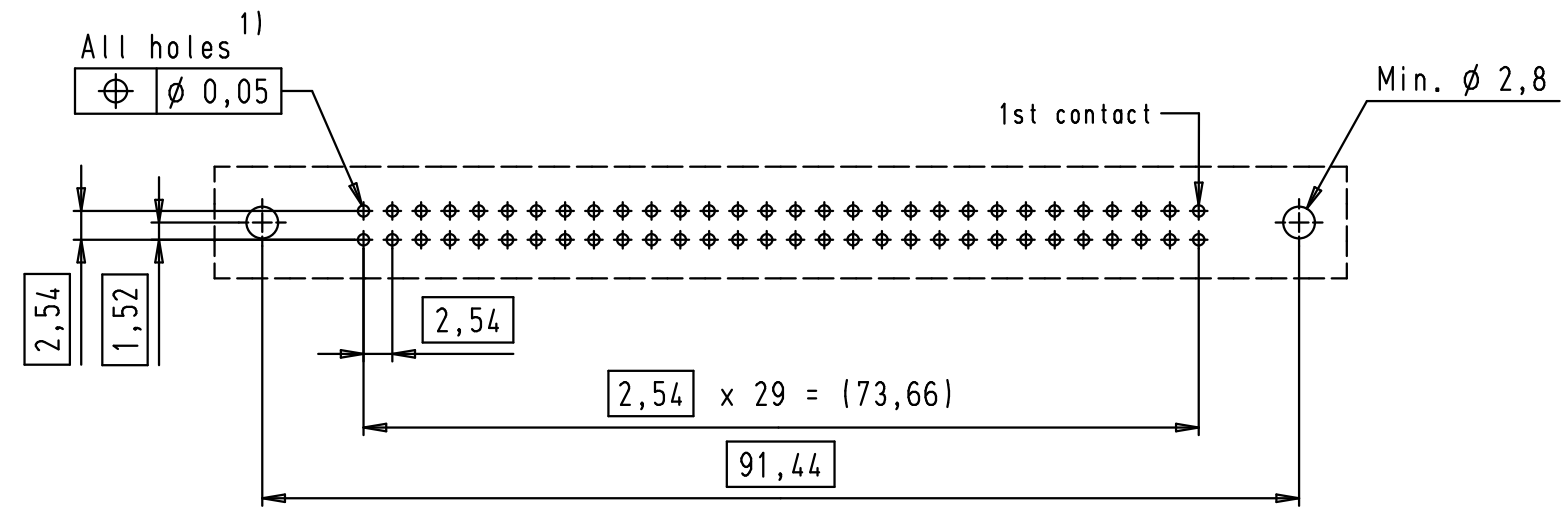 All holes 1)
⌖ ø 0,05
Min. ø 2,8
1st contact
2,54
1,52
2,54
2,54 x 29 = (73,66)
91,44